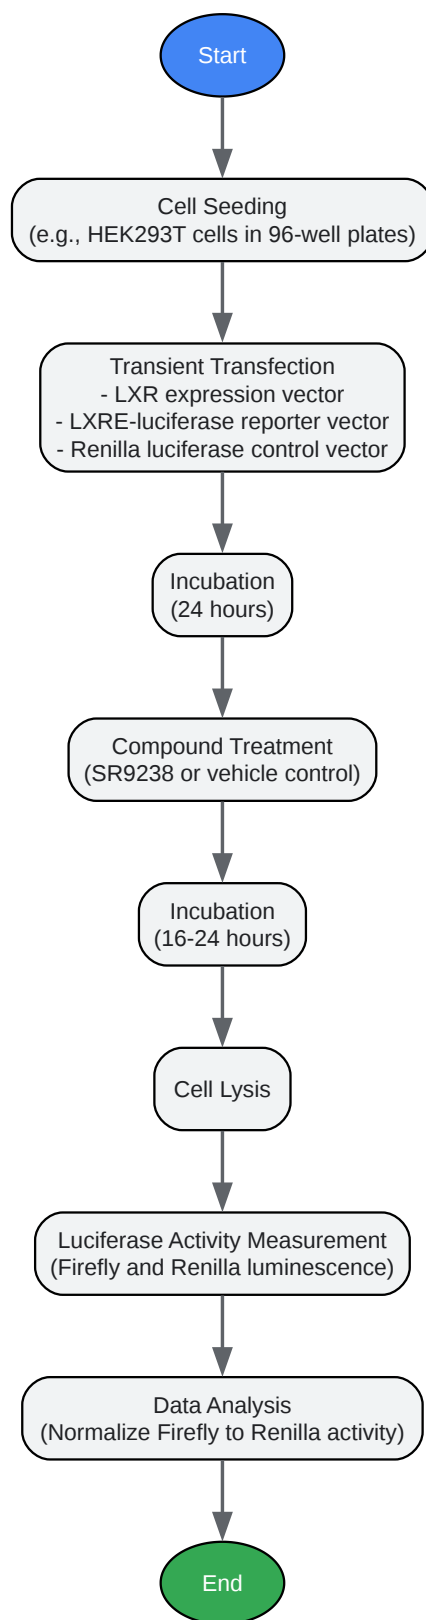 Start
Cell Seeding
(e.g., HEK293T cells in 96-well plates)
Transient Transfection
- LXR expression vector
- LXRE-luciferase reporter vector
- Renilla luciferase control vector
Incubation
(24 hours)
Compound Treatment
(SR9238 or vehicle control)
Incubation
(16-24 hours)
Cell Lysis
Luciferase Activity Measurement
(Firefly and Renilla luminescence)
Data Analysis
(Normalize Firefly to Renilla activity)
End